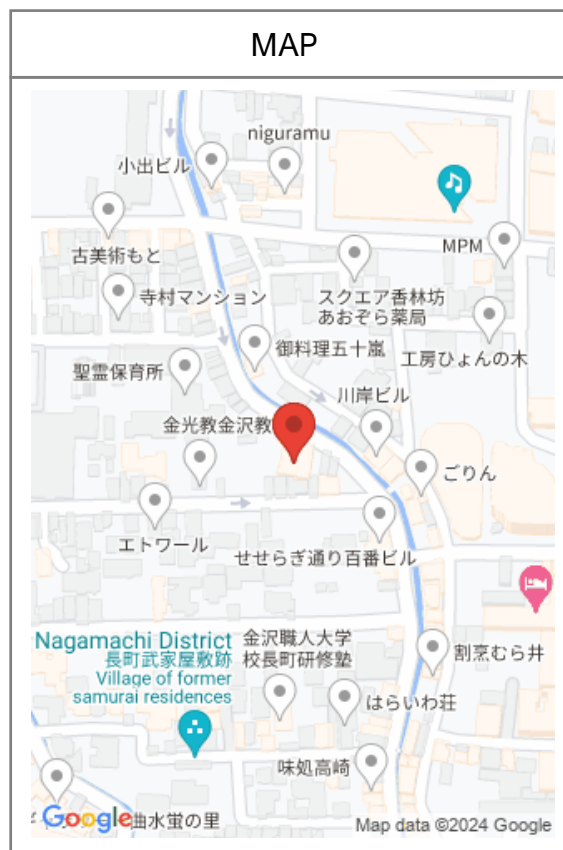 MAP
niguramu
小出ビル
MPM
古美術もと
スクエア香林坊
あおぞら薬局
寺村マンション
御料理五十嵐
工房ひょんの木
聖霊保育所
川岸ビル
金光教金沢教
ごりん
エトワール
せせらぎ通り百番ビル
Nagamachi District
長町武家屋敷跡
Village of former
samurai residences
金沢職人大学
校長町研修塾
割烹むら井
はらいわ荘
味処高崎
Google
曲水蛍の里
Map data ©2024 Google